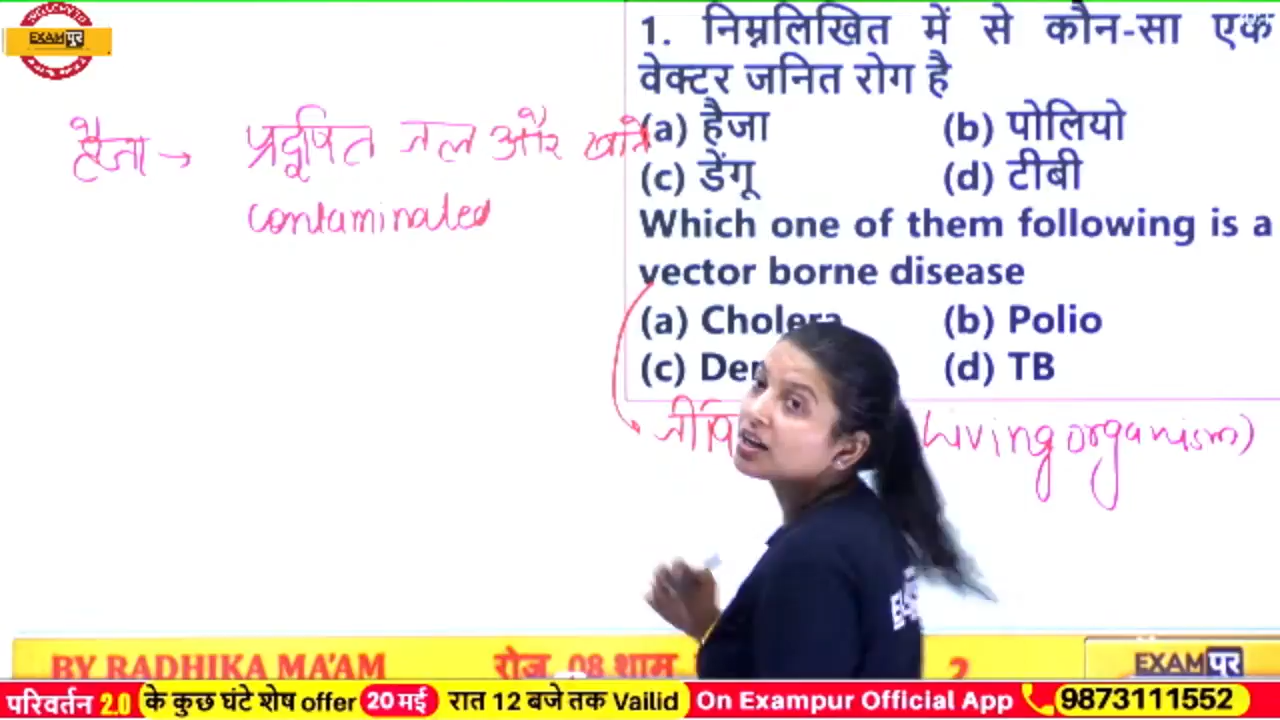 EXAMपुर
1. निम्नलिखित में से कौन-सा एक
वेक्टर जनित रोग है
(a) हैजा (b) पोलियो
(c) डेंगू (d) टीबी
Which one of them following is a
vector borne disease
(a) Cholera (b) Polio
(c) (d) TB
हैजा → प्रदूषित जल और खाने
contaminated
(Living organism)
BY RADHIKA MA'AM रोज 08 शाम 2 EXAMपुर
परिवर्तन 2.0 के कुछ घंटे शेष offer 20 मई रात 12 बजे तक Vailid On Exampur Official App 9873111552